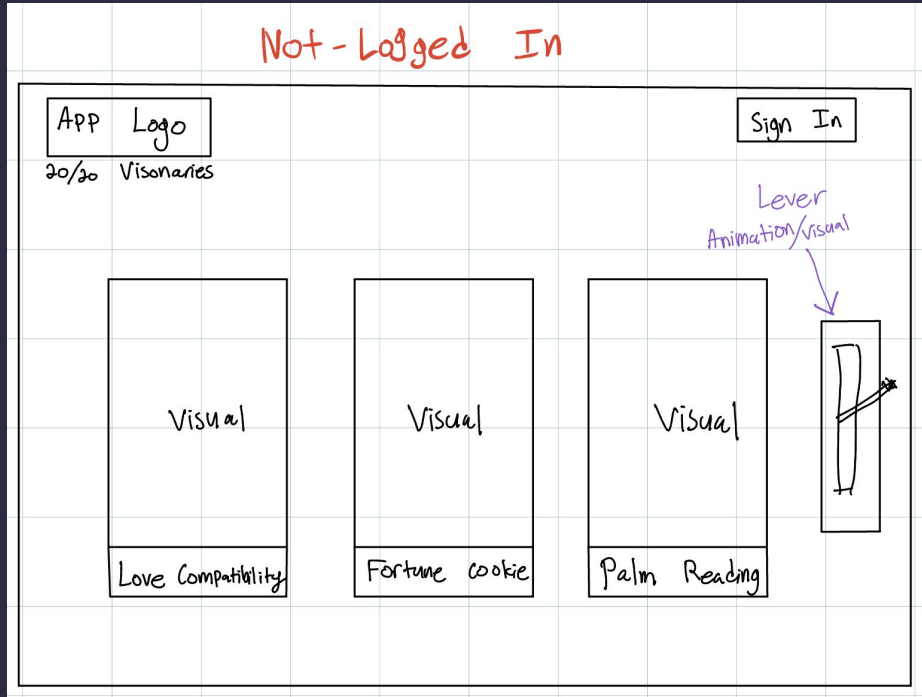 Not-Logged In
App Logo
Sign In
20/20 Visonaries
Lever
Animation/visual
Visual
Visual
Visual
Love Compatibility
Fortune cookie
Palm Reading